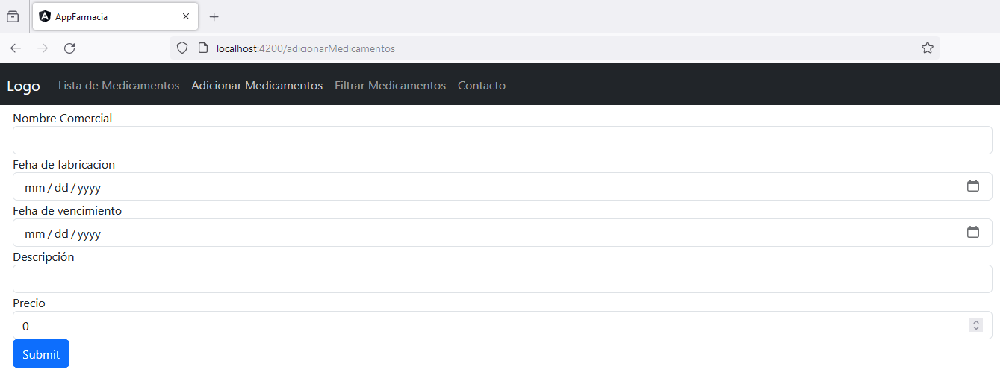 AppFarmacia
localhost:4200/adicionarMedicamentos
Logo Lista de Medicamentos Adicionar Medicamentos Filtrar Medicamentos Contacto
Nombre Comercial
Feha de fabricacion
mm / dd / yyyy
Feha de vencimiento
mm / dd / yyyy
Descripción
Precio
0
Submit